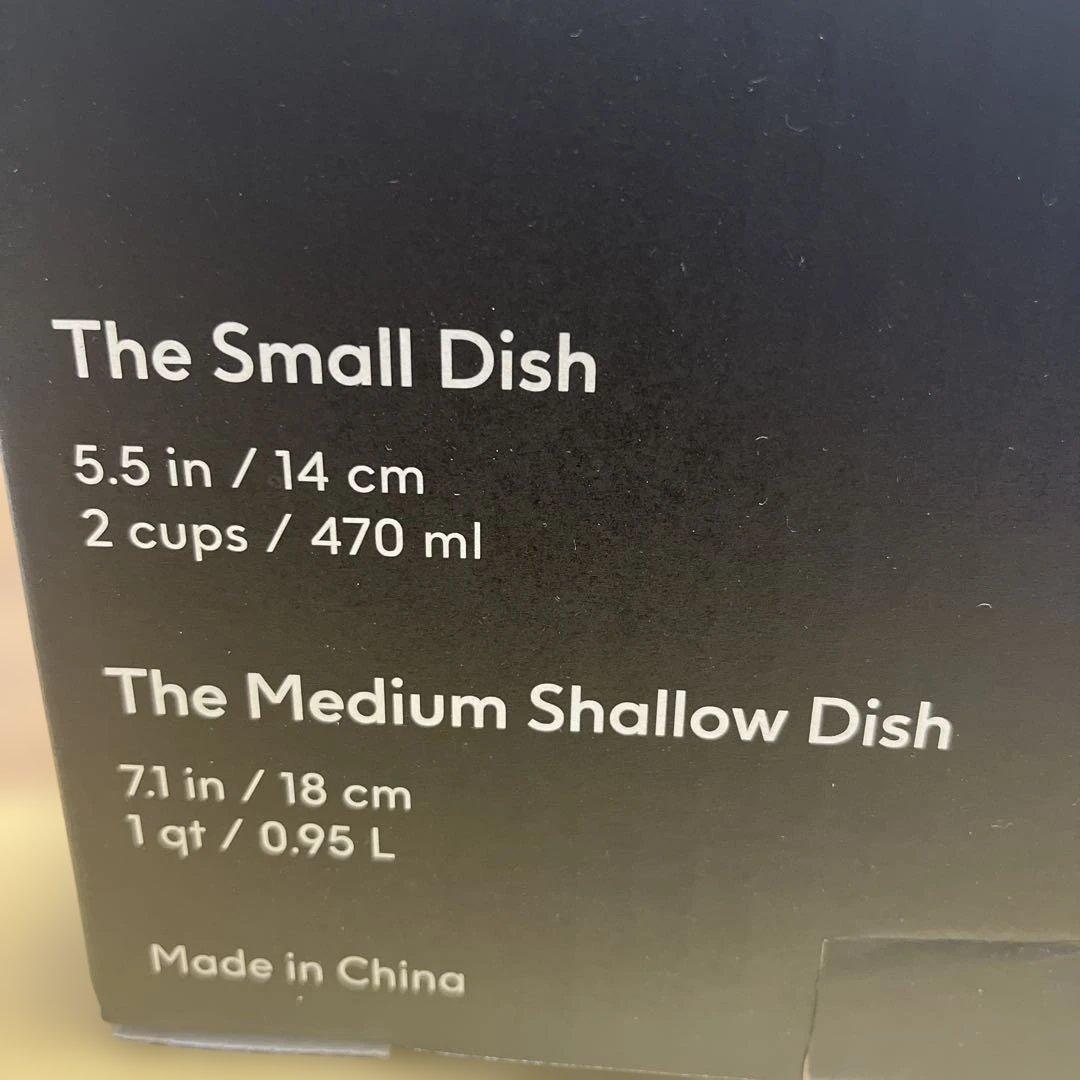 The Small Dish
5.5 in / 14 cm
2 cups / 470 ml
The Medium Shallow Dish
7.1 in / 18 cm
1 qt / 0.95 L
Made in China